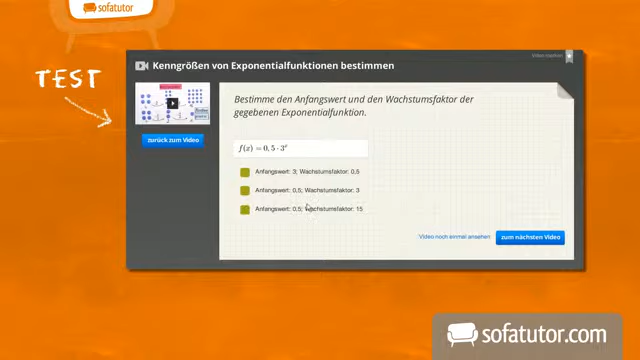 sofatutor
TEST
Kenngrößen von Exponentialfunktionen bestimmen
zurück zum Video
Bestimme den Anfangswert und den Wachstumsfaktor der
gegebenen Exponentialfunktion.
f(x) = 0,5 · 3^x
Anfangswert: 3; Wachstumsfaktor: 0,5
Anfangswert: 0,5; Wachstumsfaktor: 3
Anfangswert: 0,5; Wachstumsfaktor: 15
Video noch einmal ansehen
zum nächsten Video
sofatutor.com